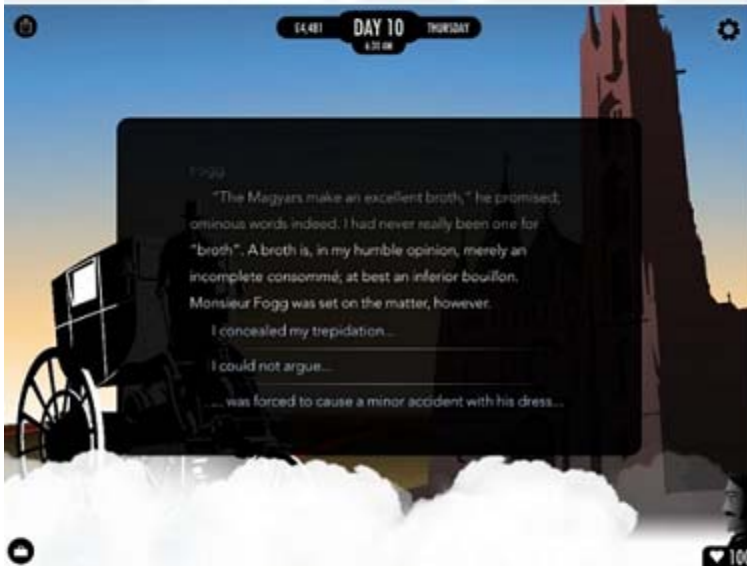 £4,481 DAY 10 THURSDAY
6:30 AM
Fogg
"The Magyars make an excellent broth," he promised;
ominous words indeed. I had never really been one for
"broth". A broth is, in my humble opinion, merely an
incomplete consommé; at best an inferior bouillon.
Monsieur Fogg was set on the matter, however.
I concealed my trepidation...
I could not argue...
... was forced to cause a minor accident with his dress...
100